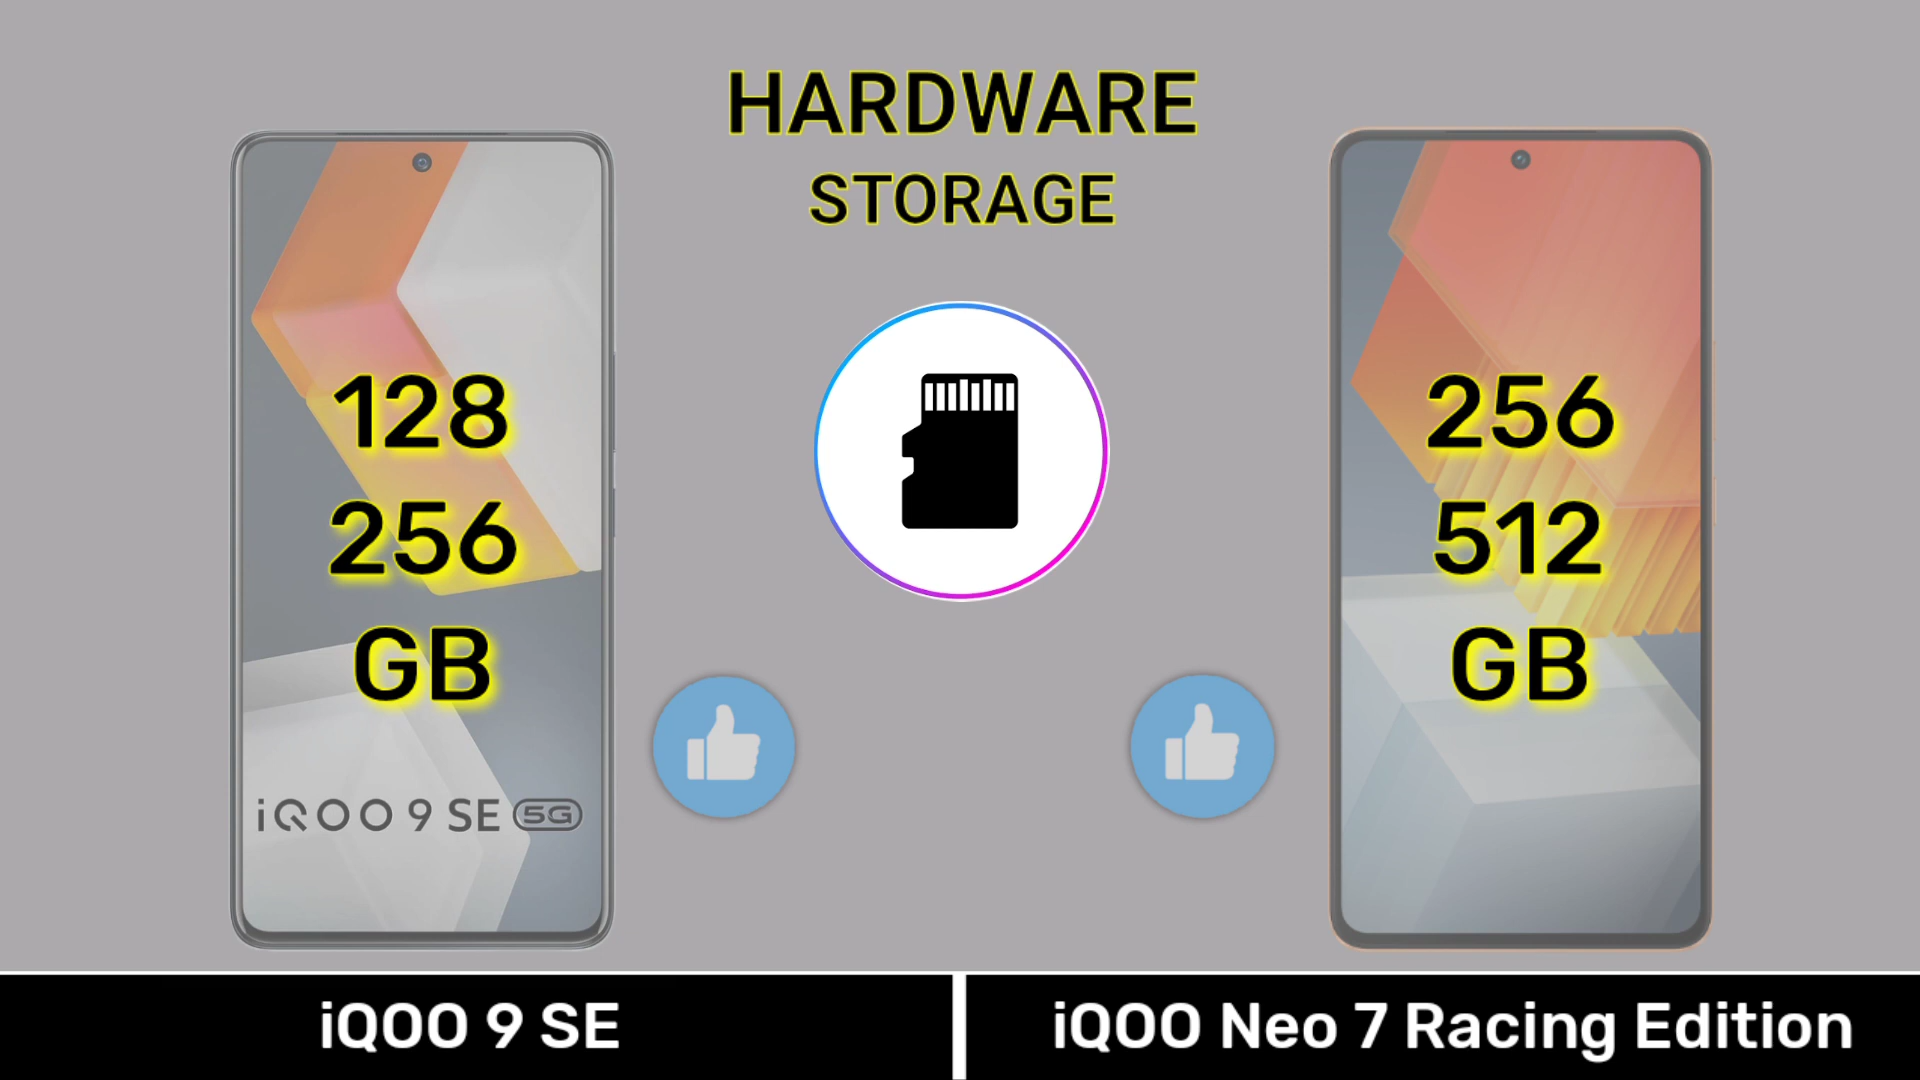 HARDWARE
STORAGE
128
256
GB
256
512
GB
iQOO 9 SE 5G
iQOO 9 SE
iQOO Neo 7 Racing Edition